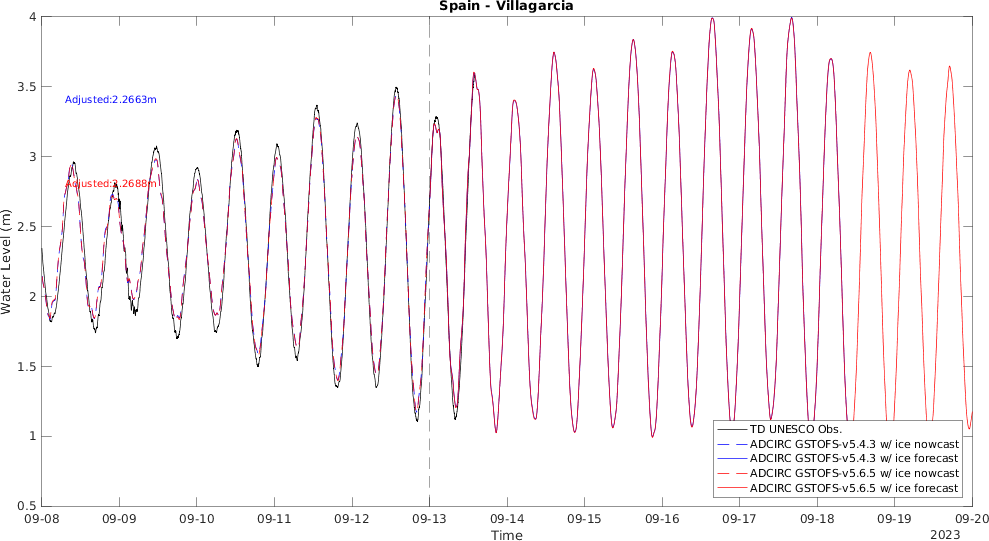 Spain - Villagarcia
4
3.5
3
2.5
2
1.5
1
0.5
Water Level (m)
Adjusted:2.2663m
Adjusted:2.2688m
TD UNESCO Obs.
ADCIRC GSTOFS-v5.4.3 w/ ice nowcast
ADCIRC GSTOFS-v5.4.3 w/ ice forecast
ADCIRC GSTOFS-v5.6.5 w/ ice nowcast
ADCIRC GSTOFS-v5.6.5 w/ ice forecast
09-08 09-09 09-10 09-11 09-12 09-13 09-14 09-15 09-16 09-17 09-18 09-19 09-20
Time
2023